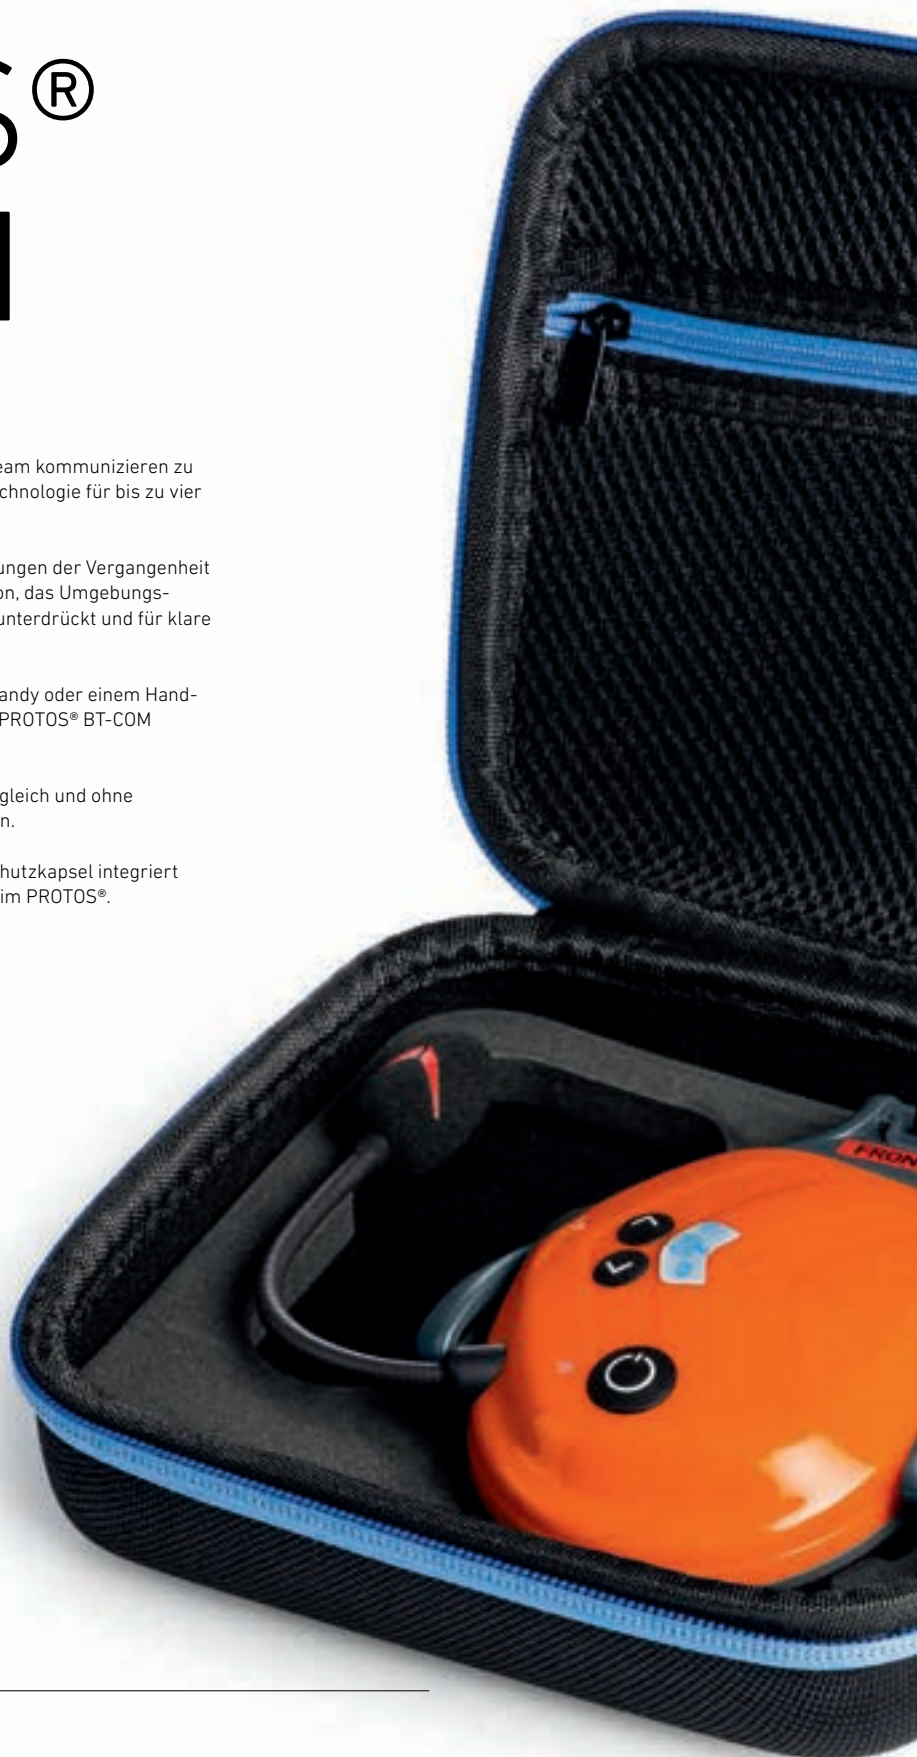 S®
eam kommunizieren zu
chnologie für bis zu vier
ungen der Vergangenheit
on, das Umgebungs-
unterdrückt und für klare
andy oder einem Hand-
PROTOS® BT-COM
gleich und ohne
n.
hutzkapsel integriert
im PROTOS®.
FRON